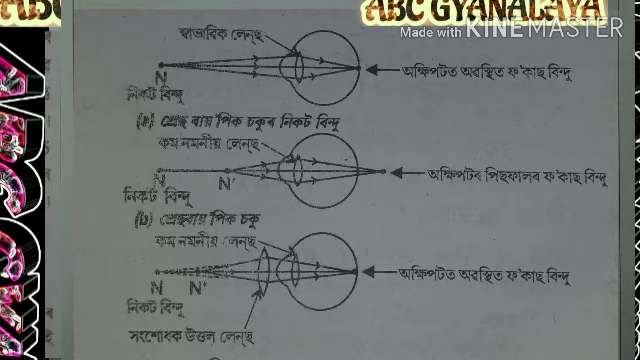 ABC GYANALAYA
Made with KINEMASTER
স্বাভাৱিক লেন্ছ
N
নিকট বিন্দু
অক্ষিপটত অৱস্থিত ফ'কাছ বিন্দু
(a) প্ৰেছ্ বায়'পিক চকুৰ নিকট বিন্দু
কম নমনীয় লেন্ছ
N N'
নিকট বিন্দু
অক্ষিপটৰ পিছফালৰ ফ'কাছ বিন্দু
(b) প্ৰেছ্‌বায়'পিক চকু
কম নমনীয় লেন্ছ
N N'
নিকট বিন্দু
অক্ষিপটত অৱস্থিত ফ'কাছ বিন্দু
সংশোধক উত্তল লেন্ছ